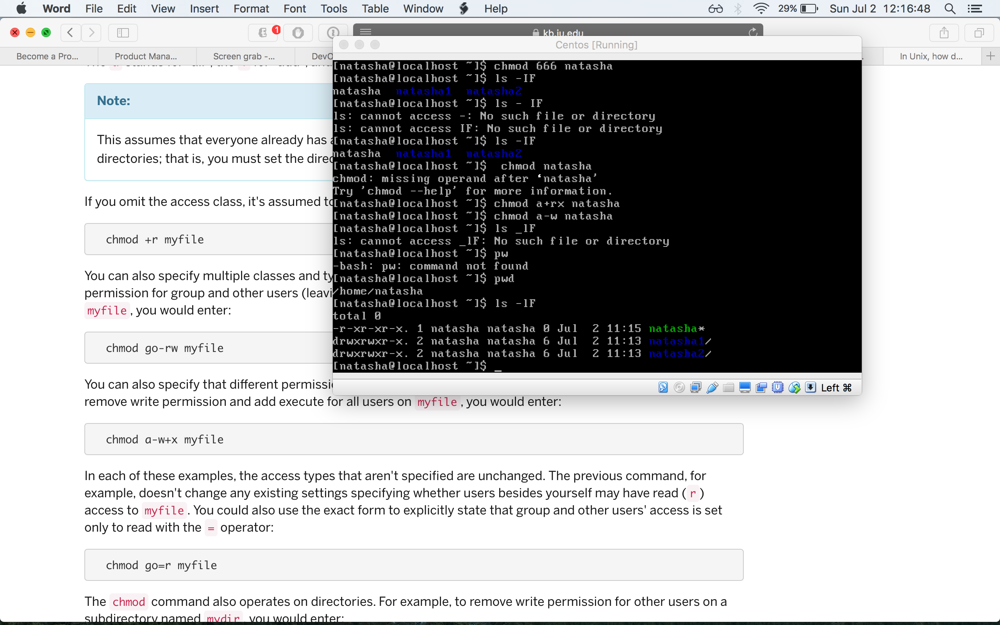 Word File Edit View Insert Format Font Tools Table Window Help 29% Sun Jul 2 12:16:48
1 kb.iu.edu
Become a Pro... Product Mana... Screen grab -... In Unix, how d...
Centos [Running]
[natasha@localhost ~]$ chmod 666 natasha
[natasha@localhost ~]$ ls -IF
natasha natasha1 natasha2
[natasha@localhost ~]$ ls - IF
ls: cannot access -: No such file or directory
ls: cannot access IF: No such file or directory
[natasha@localhost ~]$ ls -IF
natasha natasha1 natasha2
[natasha@localhost ~]$  chmod natasha
chmod: missing operand after ‘natasha’
Try 'chmod --help' for more information.
[natasha@localhost ~]$ chmod a+rx natasha
[natasha@localhost ~]$ chmod a-w natasha
[natasha@localhost ~]$ ls _lF
ls: cannot access _lF: No such file or directory
[natasha@localhost ~]$ pw
-bash: pw: command not found
[natasha@localhost ~]$ pwd
/home/natasha
[natasha@localhost ~]$ ls -lF
total 0
-r-xr-xr-x. 1 natasha natasha 0 Jul  2 11:15 natasha*
drwxrwxr-x. 2 natasha natasha 6 Jul  2 11:13 natasha1/
drwxrwxr-x. 2 natasha natasha 6 Jul  2 11:13 natasha2/
[natasha@localhost ~]$ _
Left ⌘
Note:
This assumes that everyone already has
directories; that is, you must set the
If you omit the access class, it's assumed
chmod +r myfile
You can also specify multiple classes and
permission for group and other users
myfile, you would enter:
chmod go-rw myfile
You can also specify that different
remove write permission and add execute for all users on myfile, you would enter:
chmod a-w+x myfile
In each of these examples, the access types that aren't specified are unchanged. The previous command, for
example, doesn't change any existing settings specifying whether users besides yourself may have read (r)
access to myfile. You could also use the exact form to explicitly state that group and other users' access is set
only to read with the = operator:
chmod go=r myfile
The chmod command also operates on directories. For example, to remove write permission for other users on a
subdirectory named mydir, you would enter: